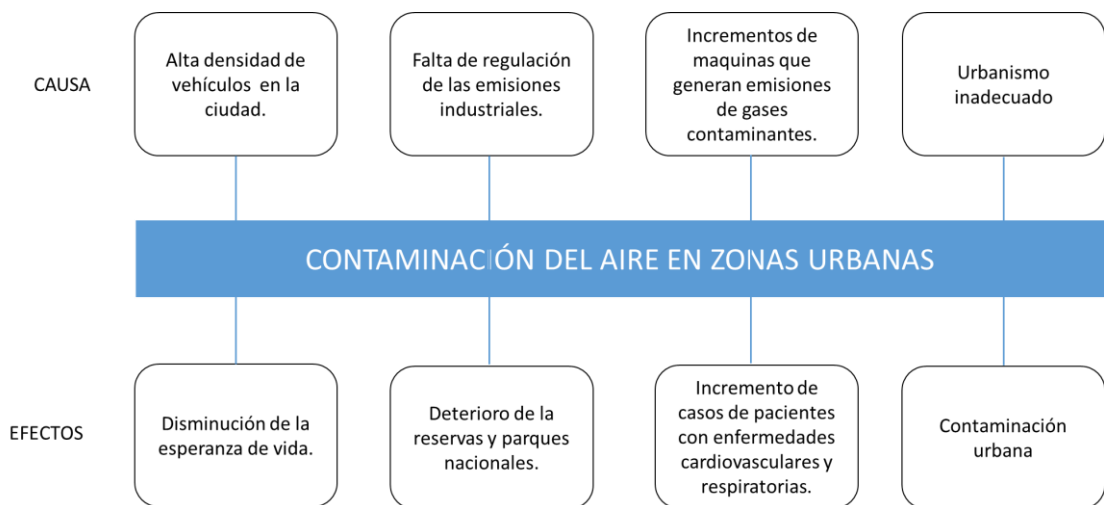 CAUSA
Alta densidad de
vehículos en la
ciudad.
Falta de regulación
de las emisiones
industriales.
Incrementos de
maquinas que
generan emisiones
de gases
contaminantes.
Urbanismo
inadecuado
CONTAMINACIÓN DEL AIRE EN ZONAS URBANAS
EFECTOS
Disminución de la
esperanza de vida.
Deterioro de la
reservas y parques
nacionales.
Incremento de
casos de pacientes
con enfermedades
cardiovasculares y
respiratorias.
Contaminación
urbana